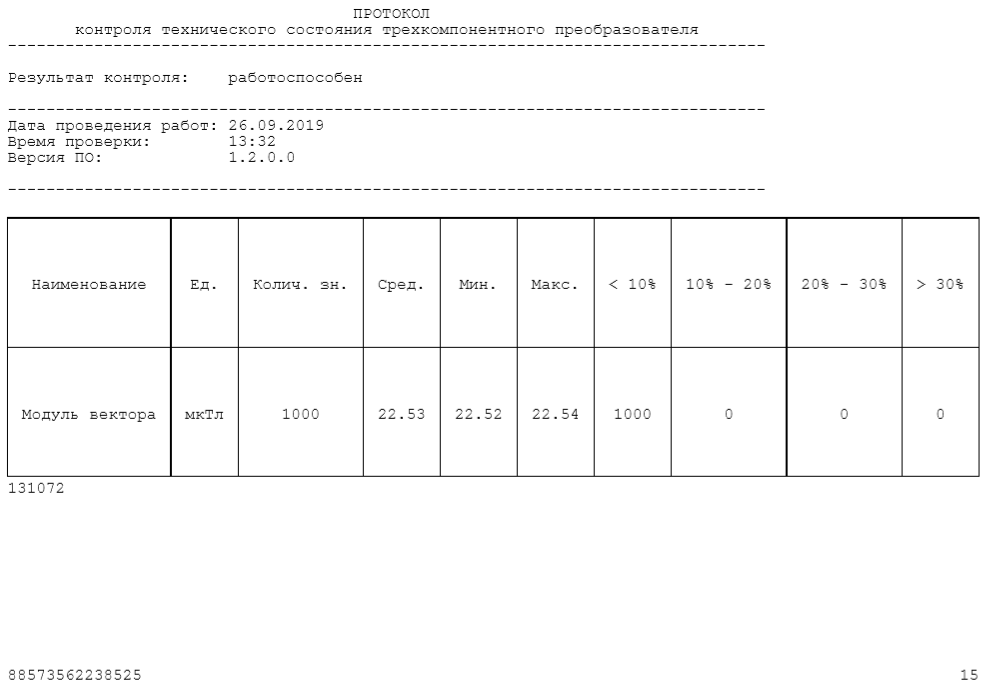 ПРОТОКОЛ
контроля технического состояния трехкомпонентного преобразователя
-------------------------------------------------------------------------------
Результат контроля: работоспособен
-------------------------------------------------------------------------------
Дата проведения работ: 26.09.2019
Время проверки: 13:32
Версия ПО: 1.2.0.0
-------------------------------------------------------------------------------
Наименование Ед. Колич. зн. Сред. Мин. Макс. < 10% 10% - 20% 20% - 30% > 30%
Модуль вектора мкТл 1000 22.53 22.52 22.54 1000 0 0 0
131072
88573562238525 15